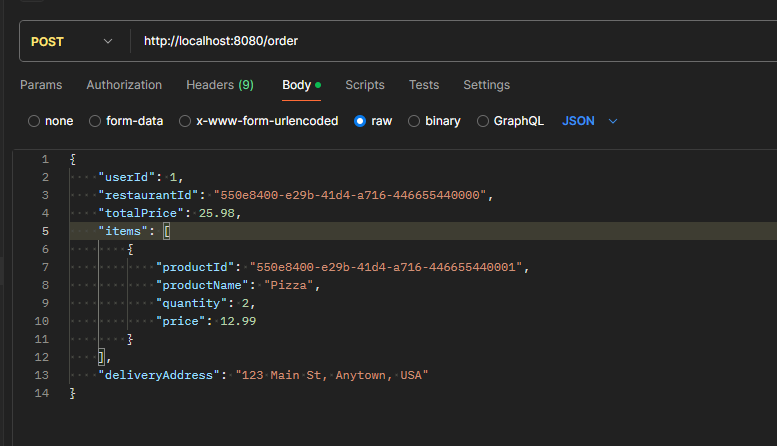 POST http://localhost:8080/order
Params Authorization Headers (9) Body Scripts Tests Settings
none form-data x-www-form-urlencoded raw binary GraphQL JSON
1 {
2 "userId": 1,
3 "restaurantId": "550e8400-e29b-41d4-a716-446655440000",
4 "totalPrice": 25.98,
5 "items": [
6 {
7 "productId": "550e8400-e29b-41d4-a716-446655440001",
8 "productName": "Pizza",
9 "quantity": 2,
10 "price": 12.99
11 }
12 ],
13 "deliveryAddress": "123 Main St, Anytown, USA"
14 }